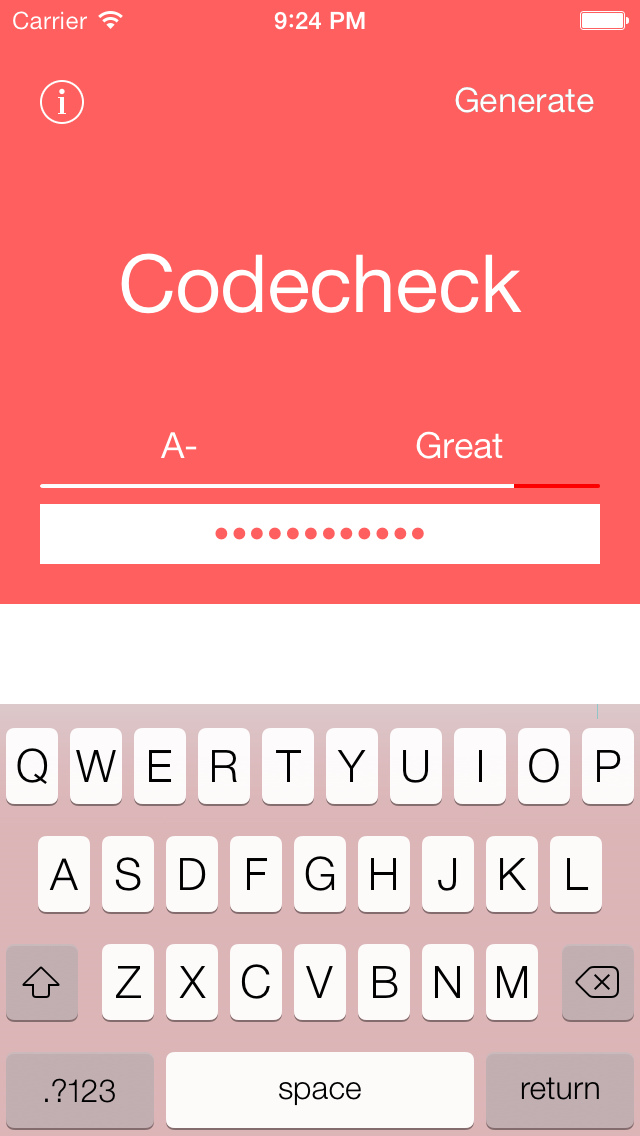 Carrier 9:24 PM
i Generate
Codecheck
A- Great
●●●●●●●●●●●●
Q W E R T Y U I O P
A S D F G H J K L
Z X C V B N M
.?123 space return